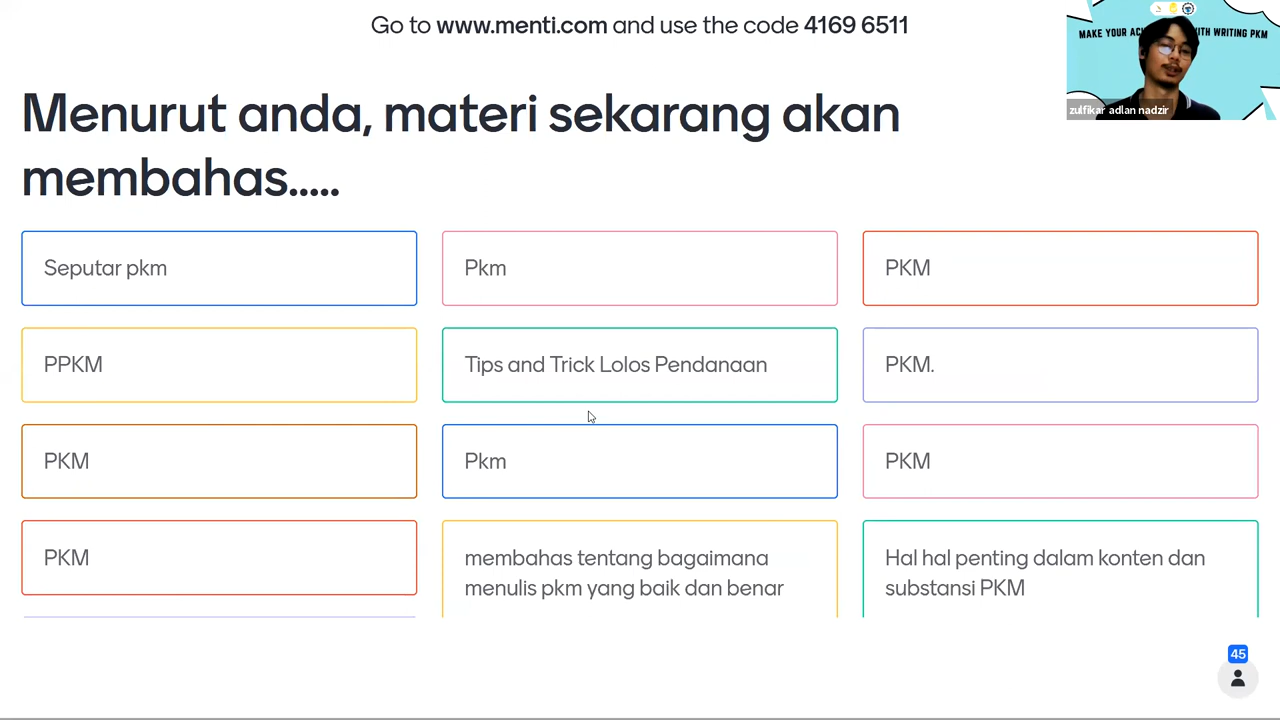 Go to www.menti.com and use the code 4169 6511
MAKE YOUR AC WITH WRITING PKM
zulfikar adlan nadzir
Menurut anda, materi sekarang akan
membahas.....
Seputar pkm
Pkm
PKM
PPKM
Tips and Trick Lolos Pendanaan
PKM.
PKM
Pkm
PKM
PKM
membahas tentang bagaimana
menulis pkm yang baik dan benar
Hal hal penting dalam konten dan
substansi PKM
45